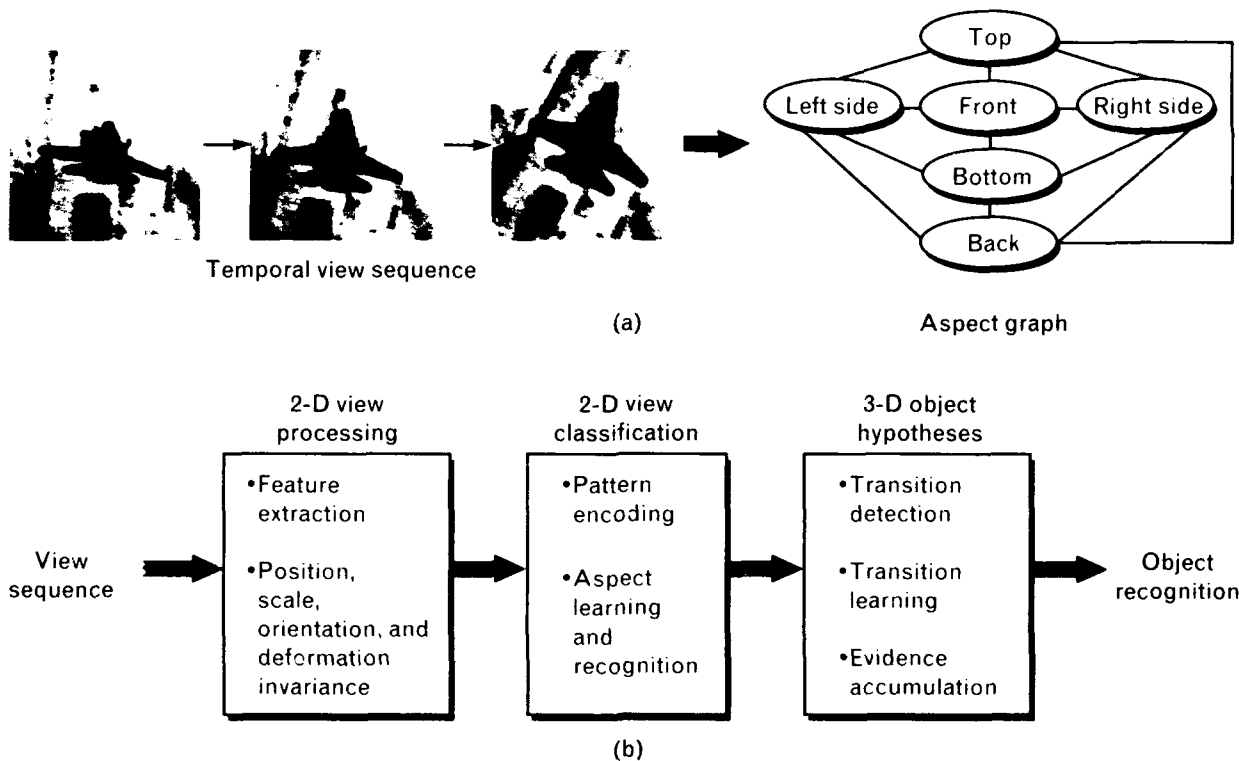 Top
Left side
Front
Right side
Bottom
Back
Temporal view sequence
(a)
Aspect graph
2-D view
processing
2-D view
classification
3-D object
hypotheses
View
sequence
•Feature
extraction
•Position,
scale,
orientation, and
deformation
invariance
•Pattern
encoding
•Aspect
learning
and
recognition
•Transition
detection
•Transition
learning
•Evidence
accumulation
Object
recognition
(b)